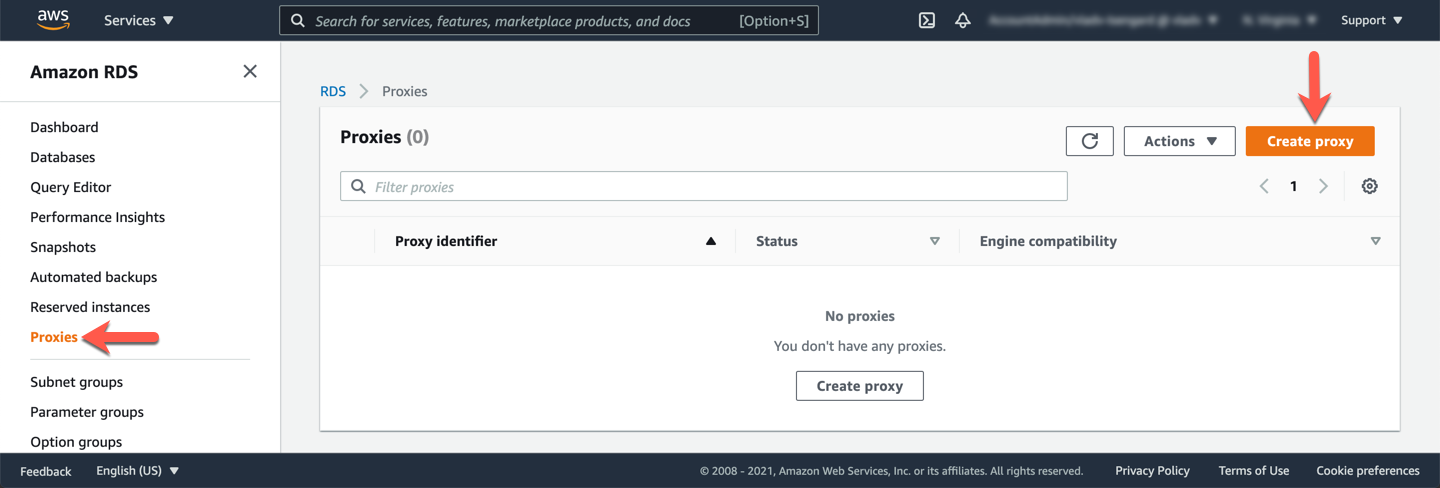 aws Services Search for services, features, marketplace products, and docs [Option+S] Support
Amazon RDS
Dashboard
Databases
Query Editor
Performance Insights
Snapshots
Automated backups
Reserved instances
Proxies
Subnet groups
Parameter groups
Option groups
RDS Proxies
Proxies (0) Actions Create proxy
Filter proxies 1
Proxy identifier Status Engine compatibility
No proxies
You don't have any proxies.
Create proxy
Feedback English (US) © 2008 - 2021, Amazon Web Services, Inc. or its affiliates. All rights reserved. Privacy Policy Terms of Use Cookie preferences